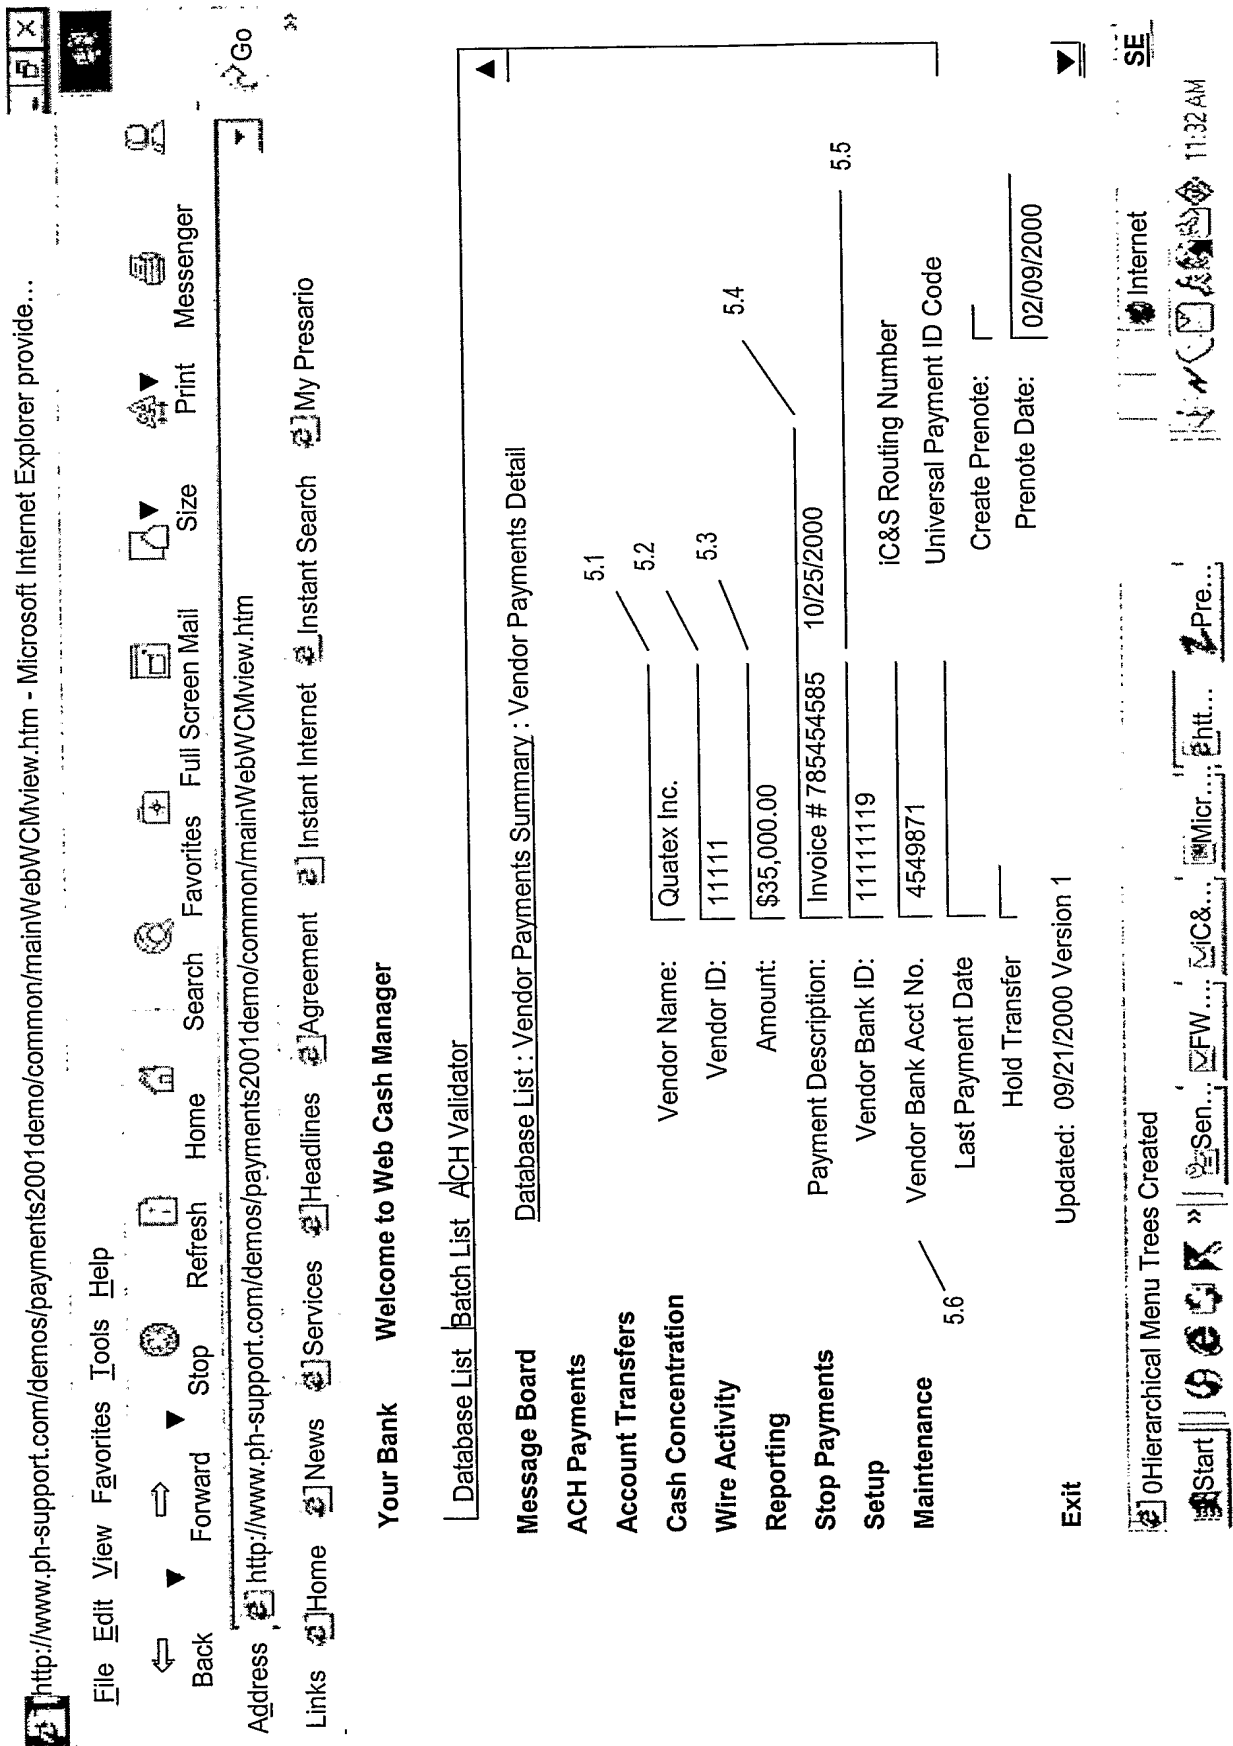 http://www.ph-support.com/demos/payments2001demo/common/mainWebWCMview.htm - Microsoft Internet Explorer provide...
File Edit View Favorites Tools Help
Back Forward Stop Refresh Home Search Favorites Full Screen Mail Size Print Messenger
Address http://www.ph-support.com/demos/payments2001demo/common/mainWebWCMview.htm Go
Links Home News Services Headlines Agreement Instant Internet Instant Search My Presario »
Your Bank Welcome to Web Cash Manager
Database List Batch List ACH Validator
Message Board
ACH Payments
Account Transfers
Cash Concentration
Wire Activity
Reporting
Stop Payments
Setup
Maintenance
Exit
Database List : Vendor Payments Summary : Vendor Payments Detail
5.1
Vendor Name: Quatex Inc.
5.2
Vendor ID: 11111
5.3
Amount: $35,000.00
5.4
Payment Description: Invoice # 785454585 10/25/2000
5.5
Vendor Bank ID: 11111119
iC&S Routing Number
5.6
Vendor Bank Acct No. 4549871
Universal Payment ID Code
Last Payment Date
Create Prenote:
Hold Transfer
Prenote Date: 02/09/2000
Updated: 09/21/2000 Version 1
0Hierarchical Menu Trees Created Internet
Start » Sen... FW.... iC&... Micr... htt... Pre... 11:32 AM
SE